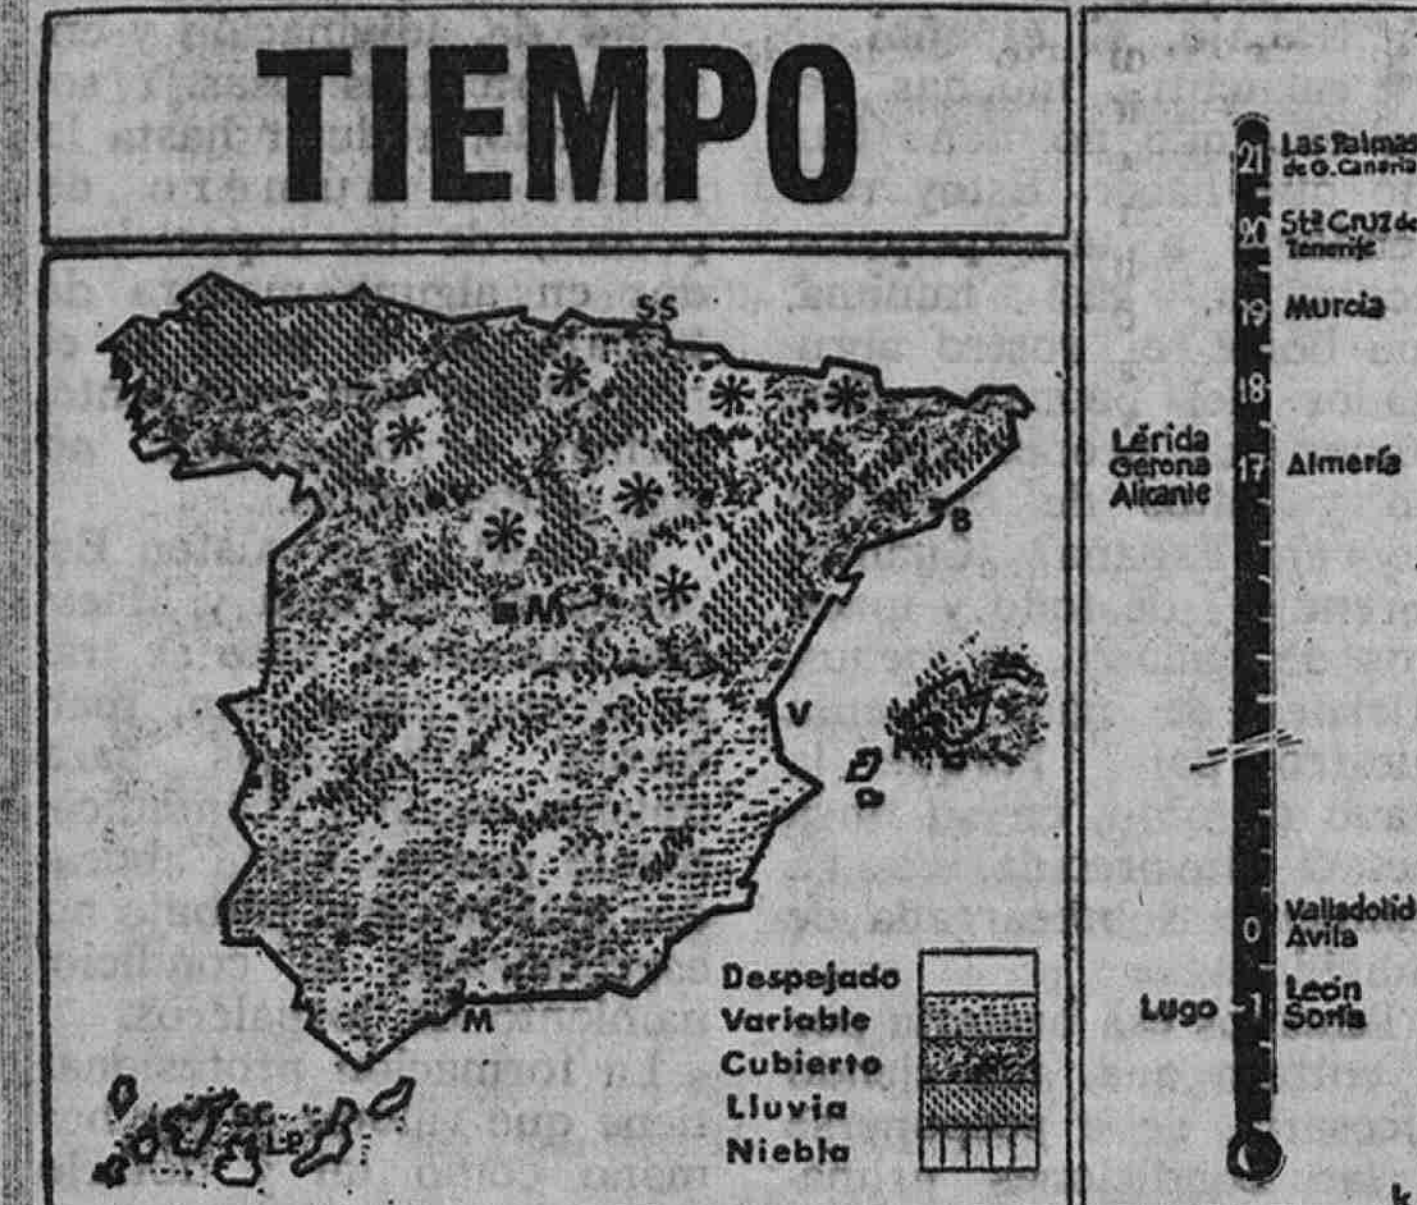 TIEMPO
SS
B
M
V
S
M
SC
LP
Despejado
Variable
Cubierto
Lluvia
Niebla
21 Las Palmas
de G. Canaria
20 Stª Cruz de
Tenerife
19 Murcia
18
Lérida
Gerona
Alicante
17 Almería
Valladolid
0 Avila
Lugo -1 León
Soria